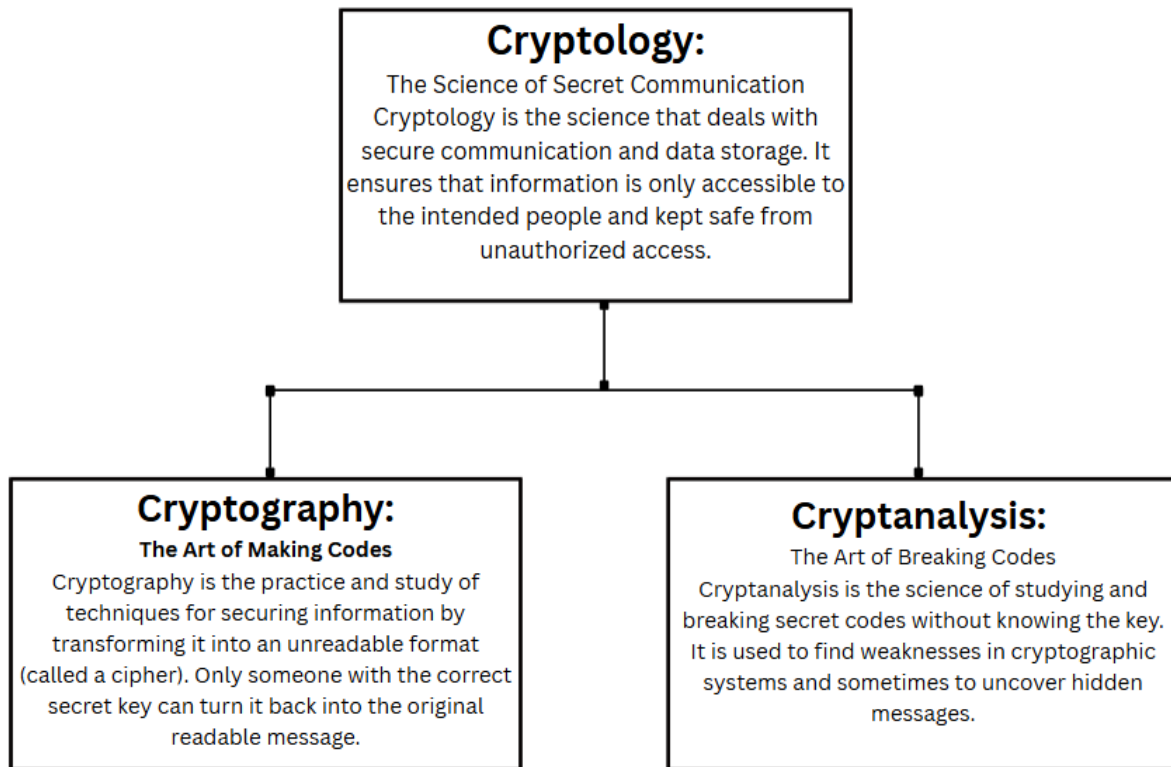 Cryptology:
The Science of Secret Communication
Cryptology is the science that deals with
secure communication and data storage. It
ensures that information is only accessible to
the intended people and kept safe from
unauthorized access.
Cryptography:
The Art of Making Codes
Cryptography is the practice and study of
techniques for securing information by
transforming it into an unreadable format
(called a cipher). Only someone with the correct
secret key can turn it back into the original
readable message.
Cryptanalysis:
The Art of Breaking Codes
Cryptanalysis is the science of studying and
breaking secret codes without knowing the key.
It is used to find weaknesses in cryptographic
systems and sometimes to uncover hidden
messages.